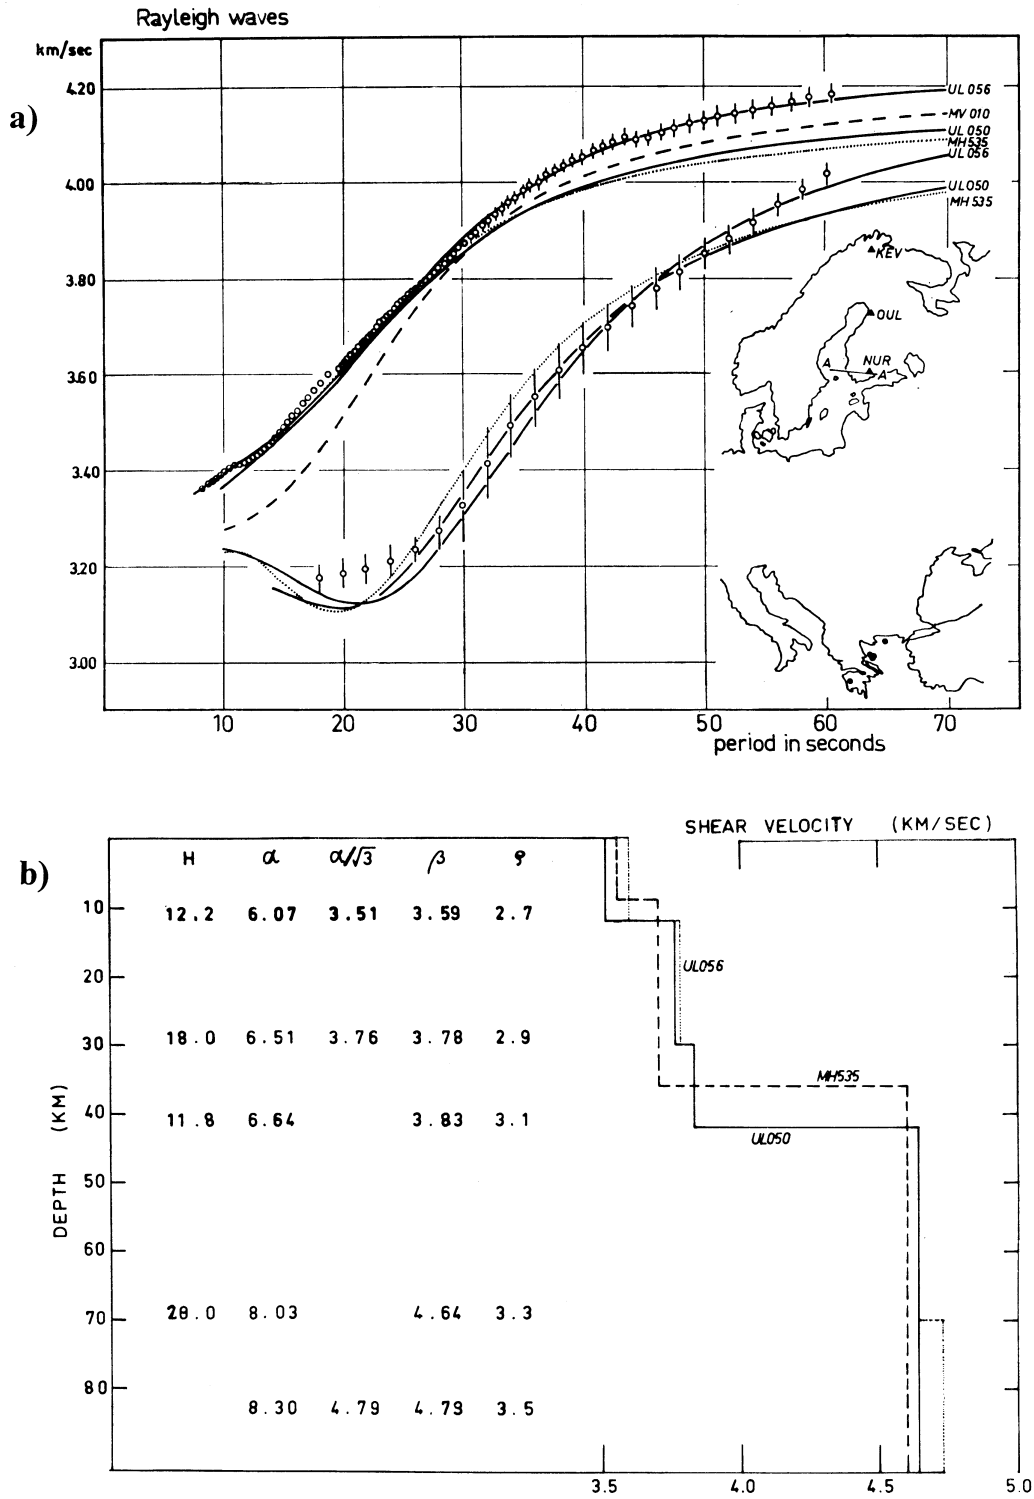 Rayleigh waves
km/sec
a)
4.20
4.00
3.80
3.60
3.40
3.20
3.00
UL 056
MV 010
UL 050
MH 535
UL 056
UL 050
MH 535
KEV
OUL
NUR
A A
10 20 30 40 50 60 70
period in seconds
SHEAR VELOCITY (KM/SEC)
b)
H α α/√3 β ρ
12.2 6.07 3.51 3.59 2.7
18.0 6.51 3.76 3.78 2.9
11.8 6.64 3.83 3.1
28.0 8.03 4.64 3.3
8.30 4.79 4.79 3.5
10
20
30
40
50
60
70
80
DEPTH (KM)
UL056
MH535
UL050
3.5 4.0 4.5 5.0